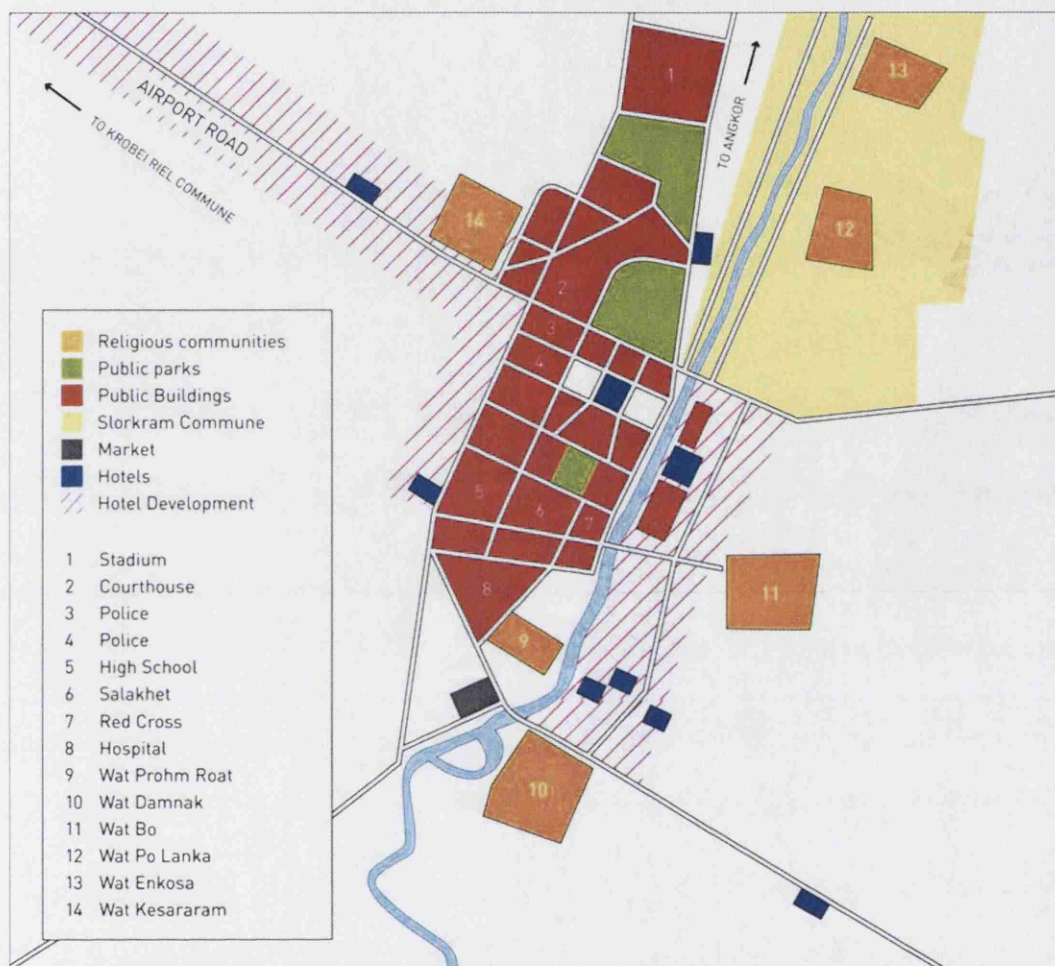 1
13
AIRPORT ROAD
TO ANGKOR
TO KROBEI RIEL COMMUNE
14
12
2
3
4
Religious communities
Public parks
Public Buildings
Slorkram Commune
Market
Hotels
Hotel Development
5
6
7
8
9
11
10
1 Stadium
2 Courthouse
3 Police
4 Police
5 High School
6 Salakhet
7 Red Cross
8 Hospital
9 Wat Prohm Roat
10 Wat Damnak
11 Wat Bo
12 Wat Po Lanka
13 Wat Enkosa
14 Wat Kesararam